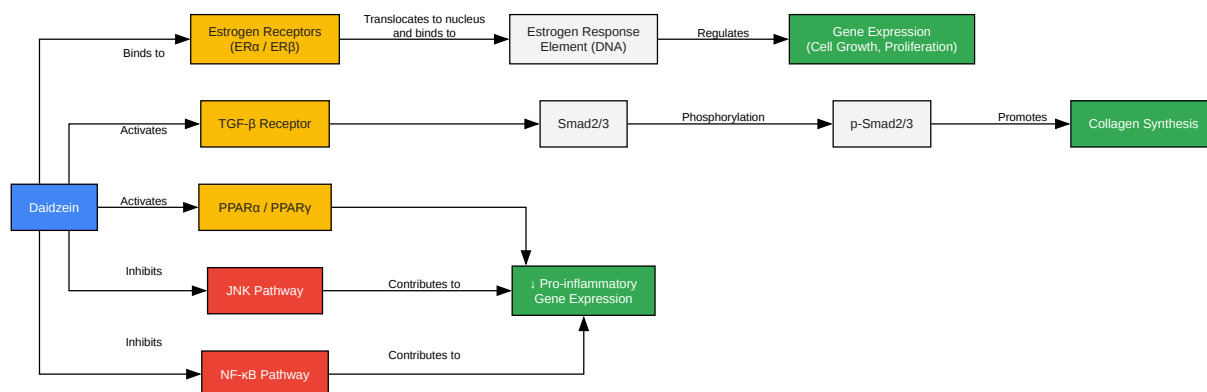 Estrogen Receptors
(ERα / ERβ)
Translocates to nucleus
and binds to
Estrogen Response
Element (DNA)
Regulates
Gene Expression
(Cell Growth, Proliferation)
Binds to
Activates
TGF-β Receptor
Smad2/3
Phosphorylation
p-Smad2/3
Promotes
Collagen Synthesis
Daidzein
Activates
PPARα / PPARγ
Inhibits
JNK Pathway
Contributes to
↓ Pro-inflammatory
Gene Expression
Inhibits
NF-κB Pathway
Contributes to